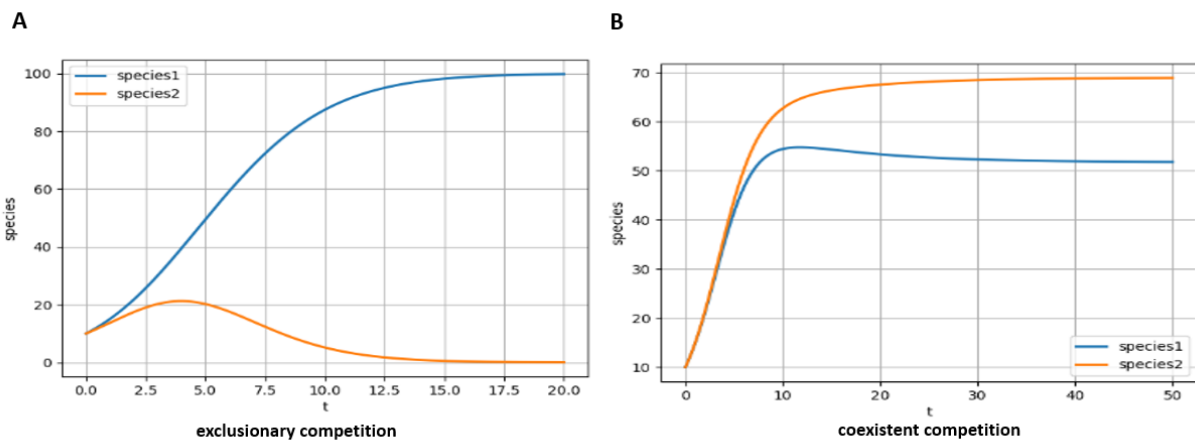 A
species1
species2
100
80
60
40
20
0
species
0.0 2.5 5.0 7.5 10.0 12.5 15.0 17.5 20.0
t
exclusionary competition
B
70
60
50
40
30
20
10
species
species1
species2
0 10 20 30 40 50
t
coexistent competition